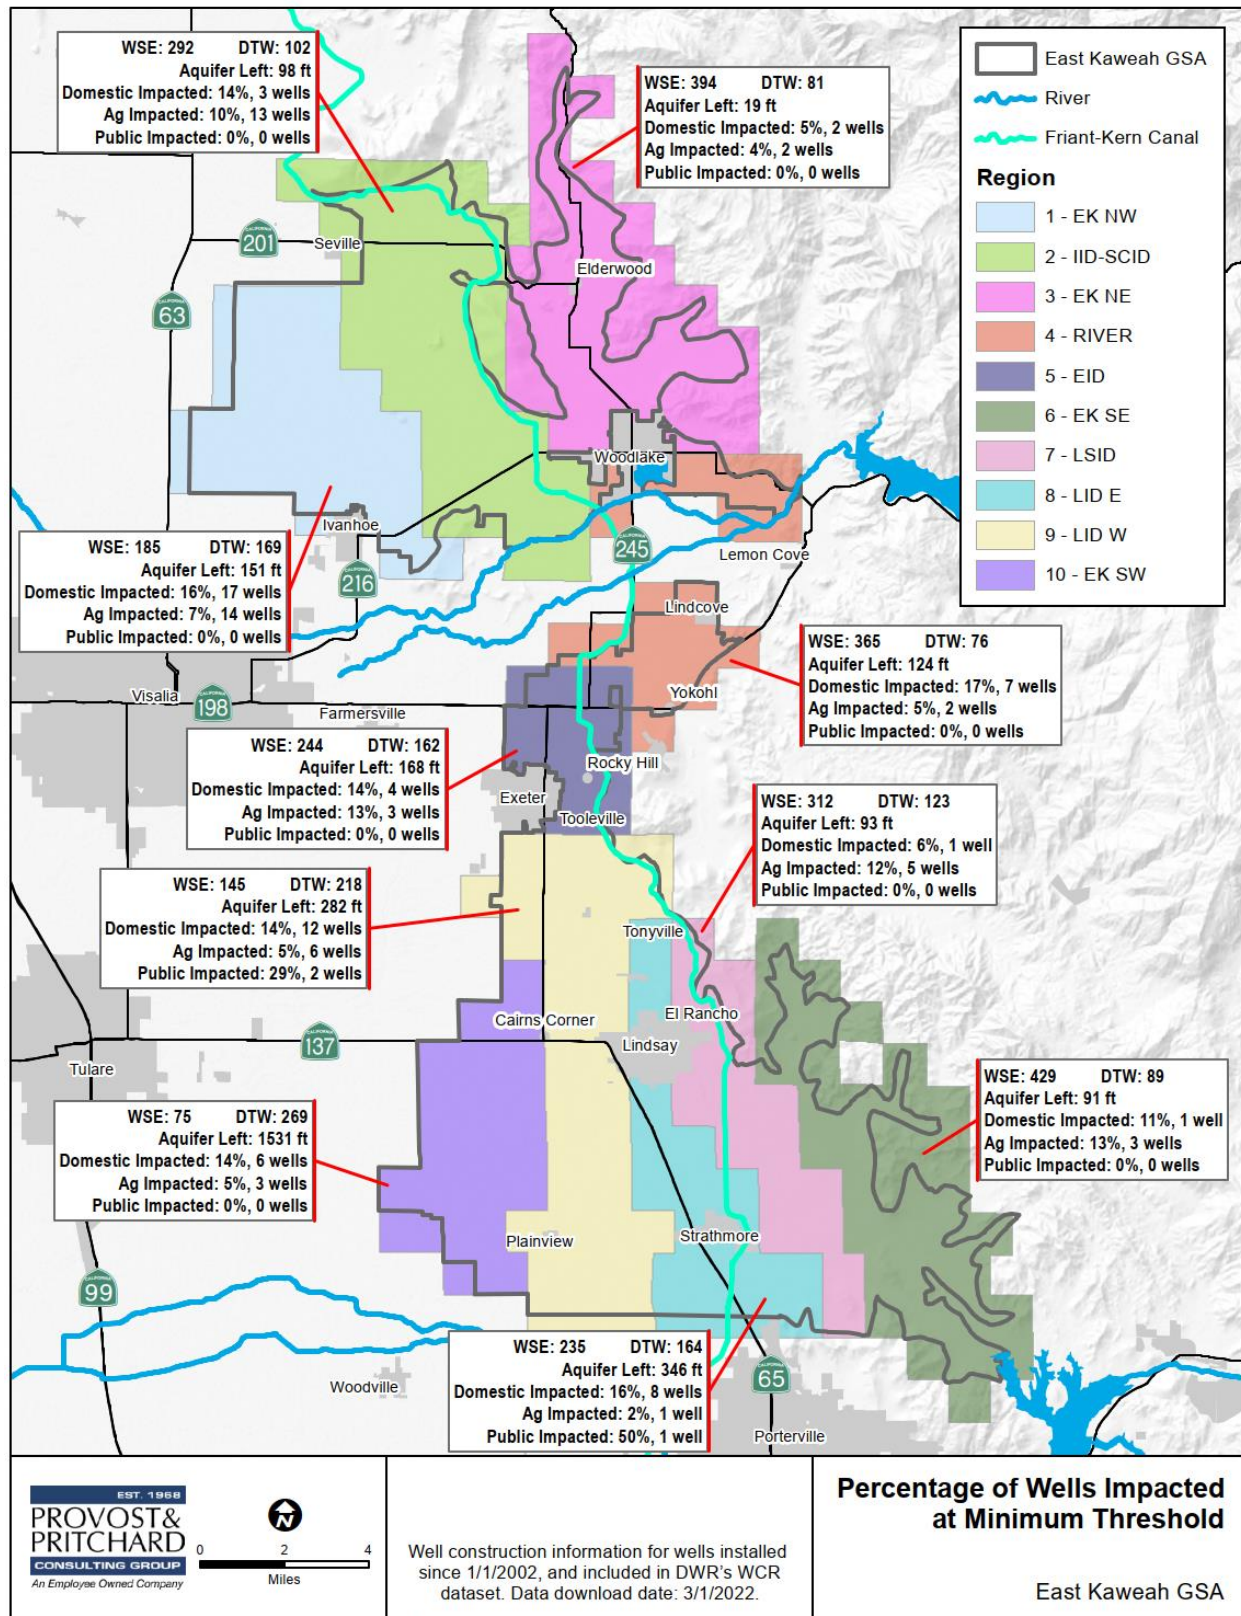 WSE: 292 DTW: 102
Aquifer Left: 98 ft
Domestic Impacted: 14%, 3 wells
Ag Impacted: 10%, 13 wells
Public Impacted: 0%, 0 wells
WSE: 394 DTW: 81
Aquifer Left: 19 ft
Domestic Impacted: 5%, 2 wells
Ag Impacted: 4%, 2 wells
Public Impacted: 0%, 0 wells
East Kaweah GSA
River
Friant-Kern Canal
Region
1 - EK NW
2 - IID-SCID
3 - EK NE
4 - RIVER
5 - EID
6 - EK SE
7 - LSID
8 - LID E
9 - LID W
10 - EK SW
CALIFORNIA
201
Seville
Elderwood
CALIFORNIA
63
Woodlake
Ivanhoe
CALIFORNIA
216
CALIFORNIA
245
Lemon Cove
WSE: 185 DTW: 169
Aquifer Left: 151 ft
Domestic Impacted: 16%, 17 wells
Ag Impacted: 7%, 14 wells
Public Impacted: 0%, 0 wells
Lindcove
WSE: 365 DTW: 76
Aquifer Left: 124 ft
Domestic Impacted: 17%, 7 wells
Ag Impacted: 5%, 2 wells
Public Impacted: 0%, 0 wells
Visalia
CALIFORNIA
198
Farmersville
Yokohl
WSE: 244 DTW: 162
Aquifer Left: 168 ft
Domestic Impacted: 14%, 4 wells
Ag Impacted: 13%, 3 wells
Public Impacted: 0%, 0 wells
Rocky Hill
Exeter
Tooleville
WSE: 312 DTW: 123
Aquifer Left: 93 ft
Domestic Impacted: 6%, 1 well
Ag Impacted: 12%, 5 wells
Public Impacted: 0%, 0 wells
WSE: 145 DTW: 218
Aquifer Left: 282 ft
Domestic Impacted: 14%, 12 wells
Ag Impacted: 5%, 6 wells
Public Impacted: 29%, 2 wells
Tonyville
El Rancho
Cairns Corner
CALIFORNIA
137
Lindsay
Tulare
WSE: 429 DTW: 89
Aquifer Left: 91 ft
Domestic Impacted: 11%, 1 well
Ag Impacted: 13%, 3 wells
Public Impacted: 0%, 0 wells
WSE: 75 DTW: 269
Aquifer Left: 1531 ft
Domestic Impacted: 14%, 6 wells
Ag Impacted: 5%, 3 wells
Public Impacted: 0%, 0 wells
Plainview
Strathmore
CALIFORNIA
99
WSE: 235 DTW: 164
Aquifer Left: 346 ft
Domestic Impacted: 16%, 8 wells
Ag Impacted: 2%, 1 well
Public Impacted: 50%, 1 well
Woodville
CALIFORNIA
65
Porterville
EST. 1968
PROVOST&
PRITCHARD
CONSULTING GROUP
An Employee Owned Company
N
0 2 4
Miles
Well construction information for wells installed
since 1/1/2002, and included in DWR's WCR
dataset. Data download date: 3/1/2022.
Percentage of Wells Impacted
at Minimum Threshold
East Kaweah GSA